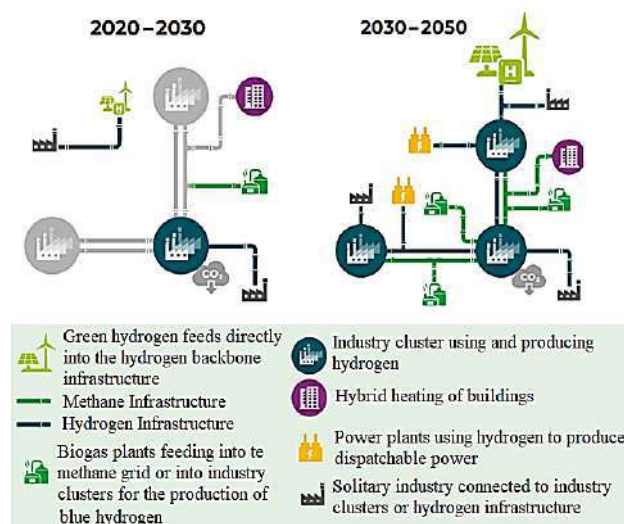 2020–2030
2030–2050
H
H
CO₂
CO₂
Green hydrogen feeds directly
into the hydrogen backbone
infrastructure
Methane Infrastructure
Hydrogen Infrastructure
Biogas plants feeding into te
methane grid or into industry
clusters for the production of
blue hydrogen
Industry cluster using and producing
hydrogen
Hybrid heating of buildings
Power plants using hydrogen to produce
dispatchable power
Solitary industry connected to industry
clusters or hydrogen infrastructure